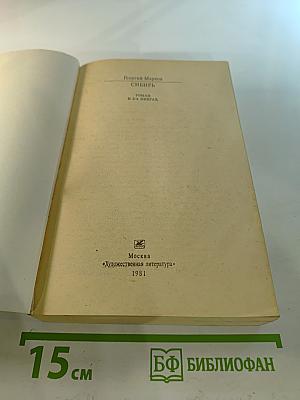 Георгий Марков
СИБИРЬ
РОМАН
В 2-Х КНИГАХ
Москва
«Художественная литература»
1981
15 см
БФ БИБЛИОФАН